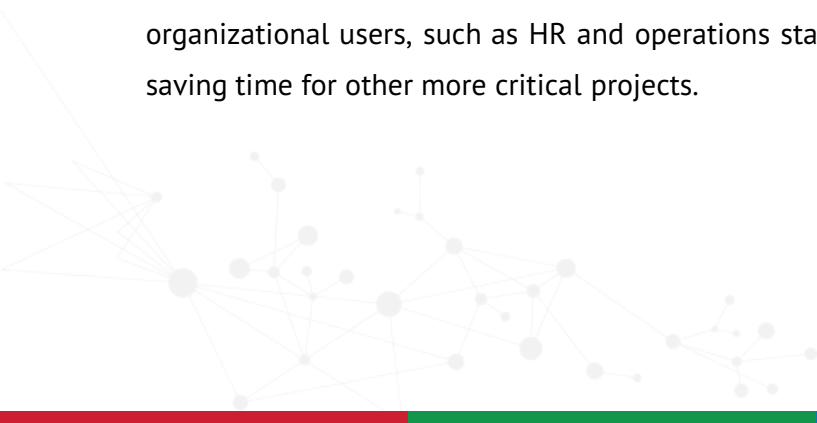 organizational users, such as HR and operations sta
saving time for other more critical projects.